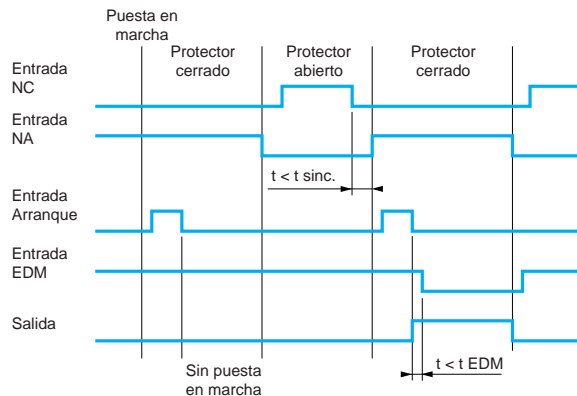 Puesta en
marcha
Protector
cerrado
Protector
abierto
Protector
cerrado
Entrada
NC
Entrada
NA
t < t sinc.
Entrada
Arranque
Entrada
EDM
Salida
Sin puesta
en marcha
t < t EDM